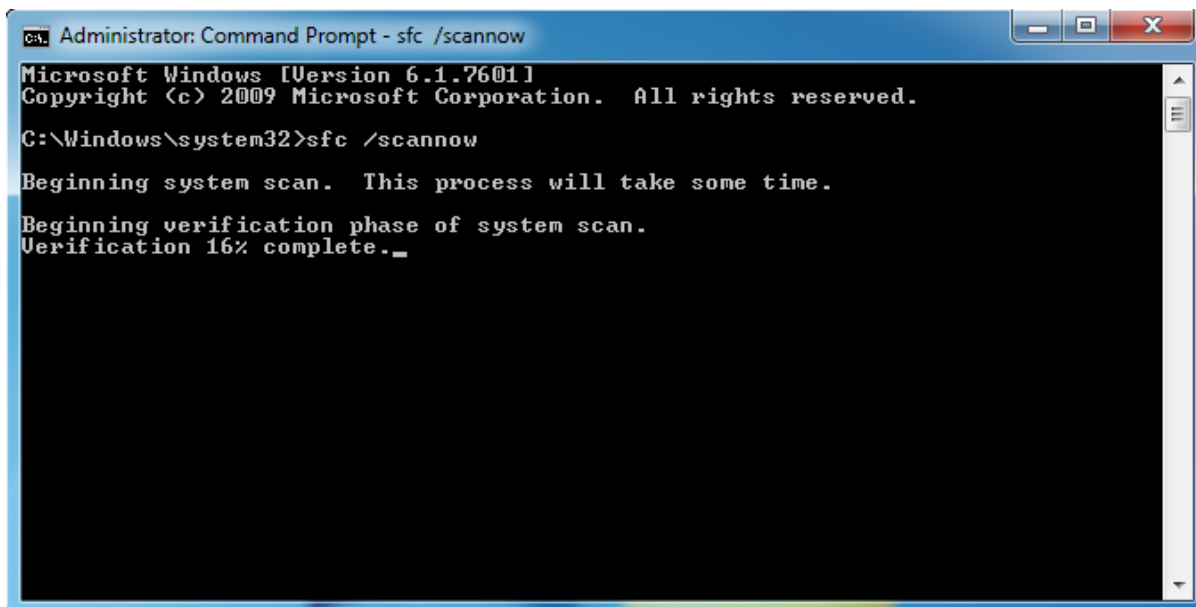 Administrator: Command Prompt - sfc  /scannow
Microsoft Windows [Version 6.1.7601]
Copyright (c) 2009 Microsoft Corporation.  All rights reserved.
C:\Windows\system32>sfc /scannow
Beginning system scan.  This process will take some time.
Beginning verification phase of system scan.
Verification 16% complete.